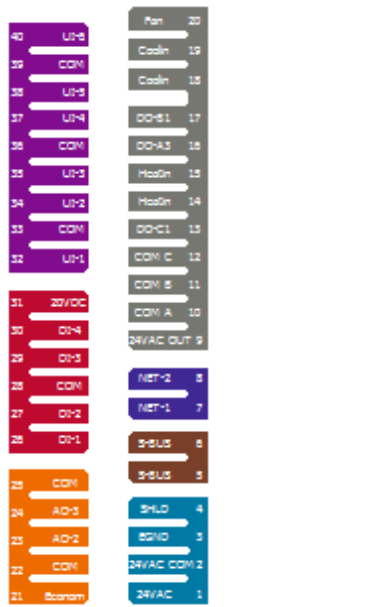 40 UI-6
39 COM
38 UI-5
37 UI-4
36 COM
35 UI-3
34 UI-2
33 COM
32 UI-1
31 20VDC
30 DI-4
29 DI-3
28 COM
27 DI-2
26 DI-1
25 COM
24 AO-3
23 AO-2
22 COM
21 Econom
Fan 20
Coolin 19
Coolin 18
DO-B1 17
DO-A3 16
Heatin 15
Heatin 14
DO-C1 13
COM C 12
COM B 11
COM A 10
24VAC OUT 9
NET-2 8
NET-1 7
S-BUS 6
S-BUS 5
SHLD 4
EGND 3
24VAC COM 2
24VAC 1